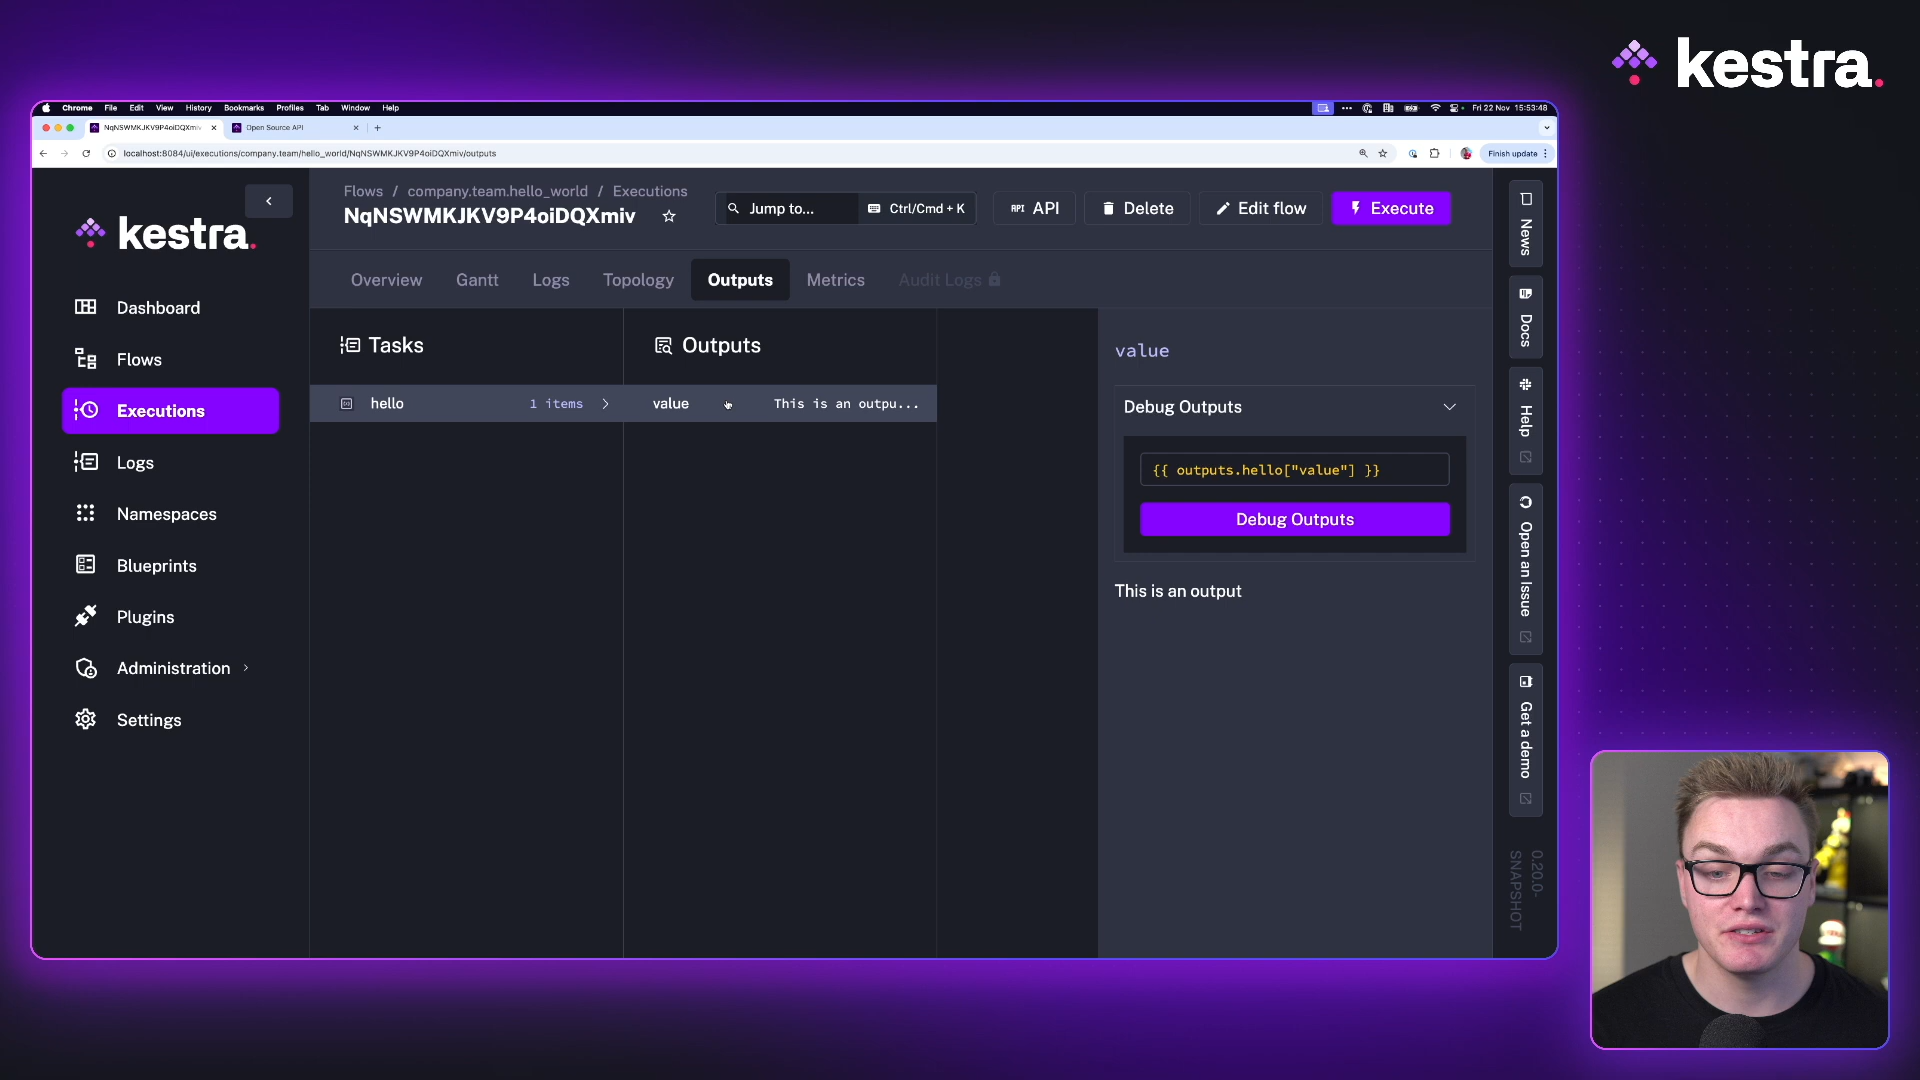 kestra.
Chrome File Edit View History Bookmarks Profiles Tab Window Help
Fri 22 Nov 15:53:48
NqNSWMKJKV9P4oiDQXmiv
Open Source API
localhost:8084/ui/executions/company.team/hello_world/NqNSWMKJKV9P4oiDQXmiv/outputs
Finish update
kestra.
Flows / company.team.hello_world / Executions
NqNSWMKJKV9P4oiDQXmiv
Jump to...
Ctrl/Cmd + K
API API
Delete
Edit flow
Execute
Overview
Gantt
Logs
Topology
Outputs
Metrics
Audit Logs
Dashboard
Flows
Executions
Logs
Namespaces
Blueprints
Plugins
Administration
Settings
Tasks
Outputs
hello 1 items
value This is an outpu...
value
Debug Outputs
{{ outputs.hello["value"] }}
Debug Outputs
This is an output
News
Docs
Help
Open an Issue
Get a demo
0.20.0-
SNAPSHOT